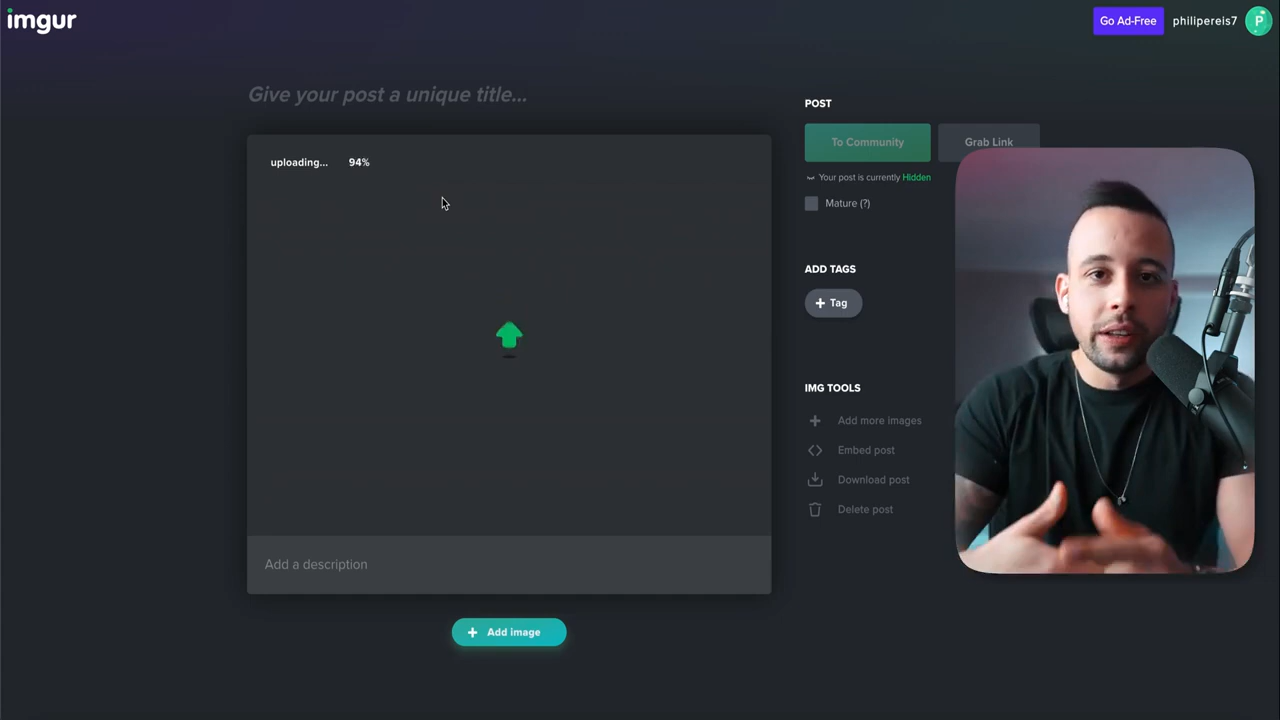 imgur
Go Ad-Free
philipereis7
P
Give your post a unique title...
uploading... 94%
POST
To Community
Grab Link
Your post is currently Hidden
Mature (?)
ADD TAGS
+ Tag
IMG TOOLS
Add more images
Embed post
Download post
Delete post
Add a description
+ Add image